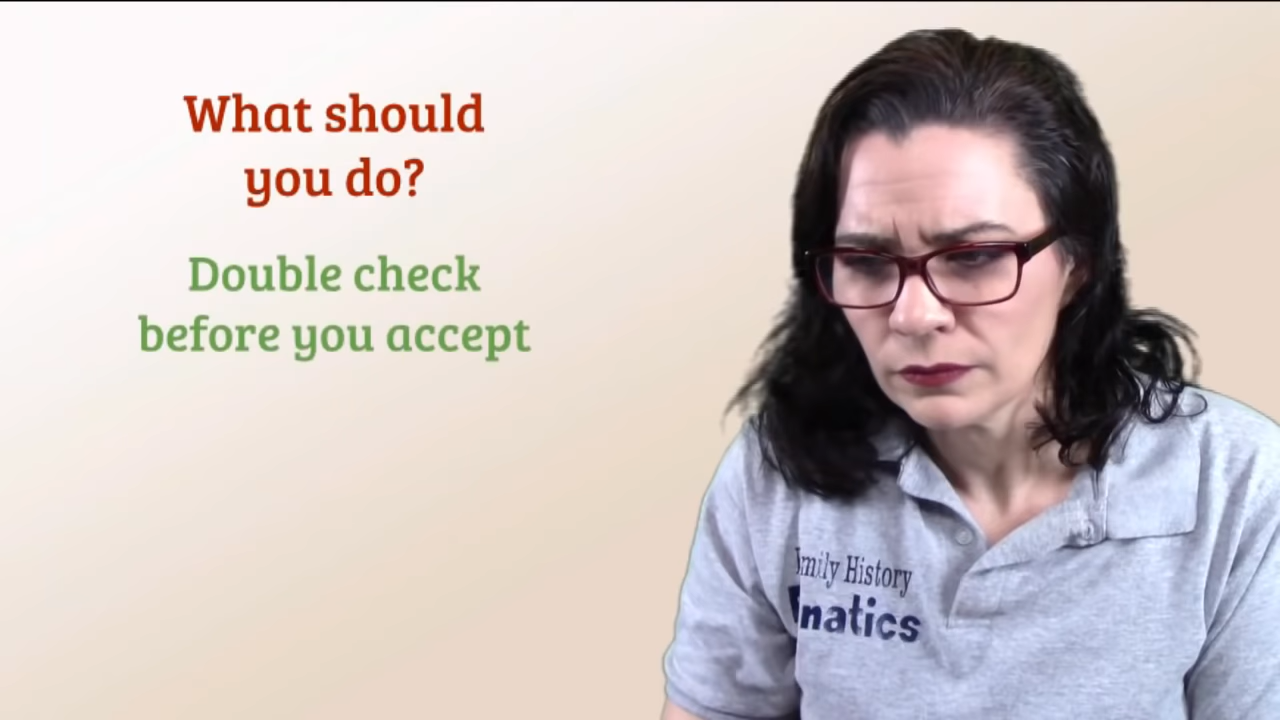 What should
you do?
Double check
before you accept
mily History
natics